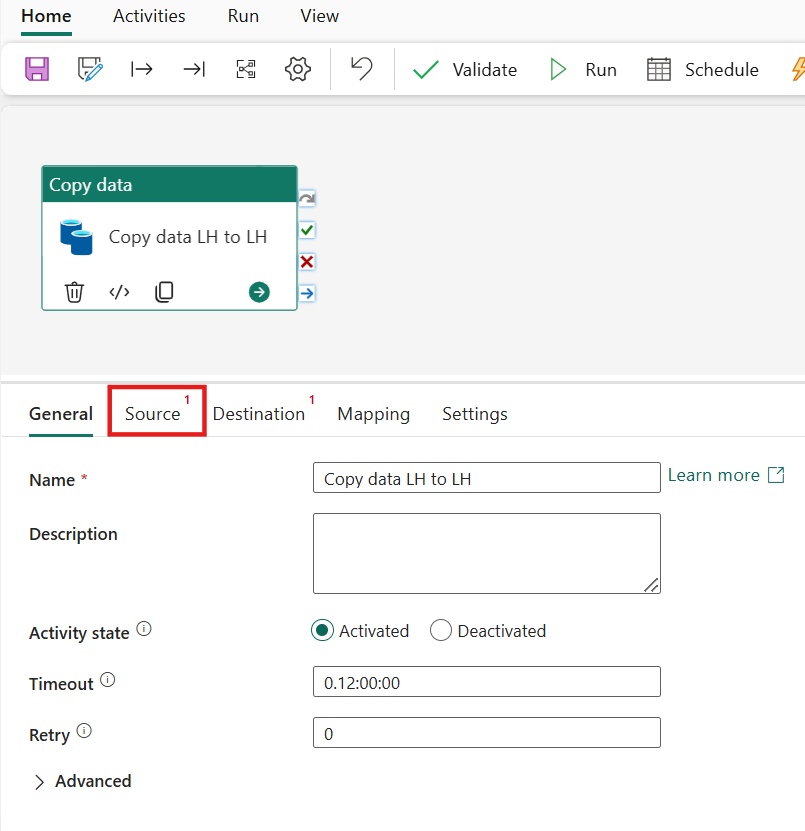 Home Activities Run View
Validate Run Schedule
Copy data
Copy data LH to LH
General Source 1 Destination 1 Mapping Settings
Name * Copy data LH to LH Learn more
Description
Activity state Activated Deactivated
Timeout 0.12:00:00
Retry 0
Advanced